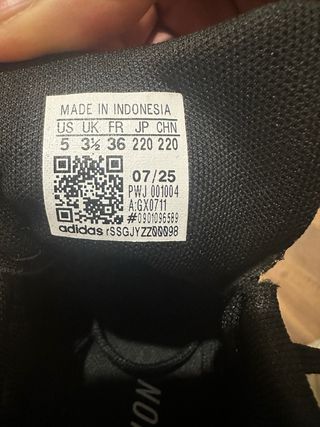 MADE IN INDONESIA
US UK FR JP CHN
5 3½ 36 220 220
07/25
PWJ 001004
A:GX0711
#0901096589
adidas rSSGJYZZ00098